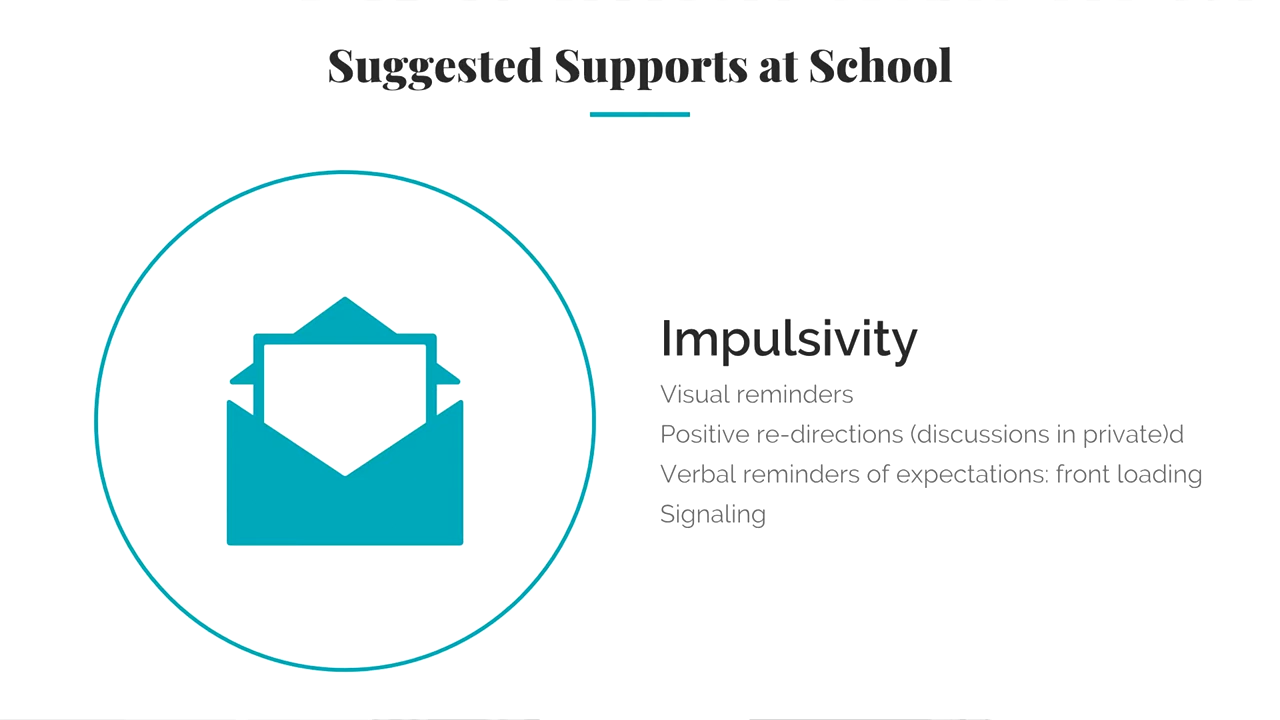 Suggested Supports at School
Impulsivity
Visual reminders
Positive re-directions (discussions in private)d
Verbal reminders of expectations: front loading
Signaling